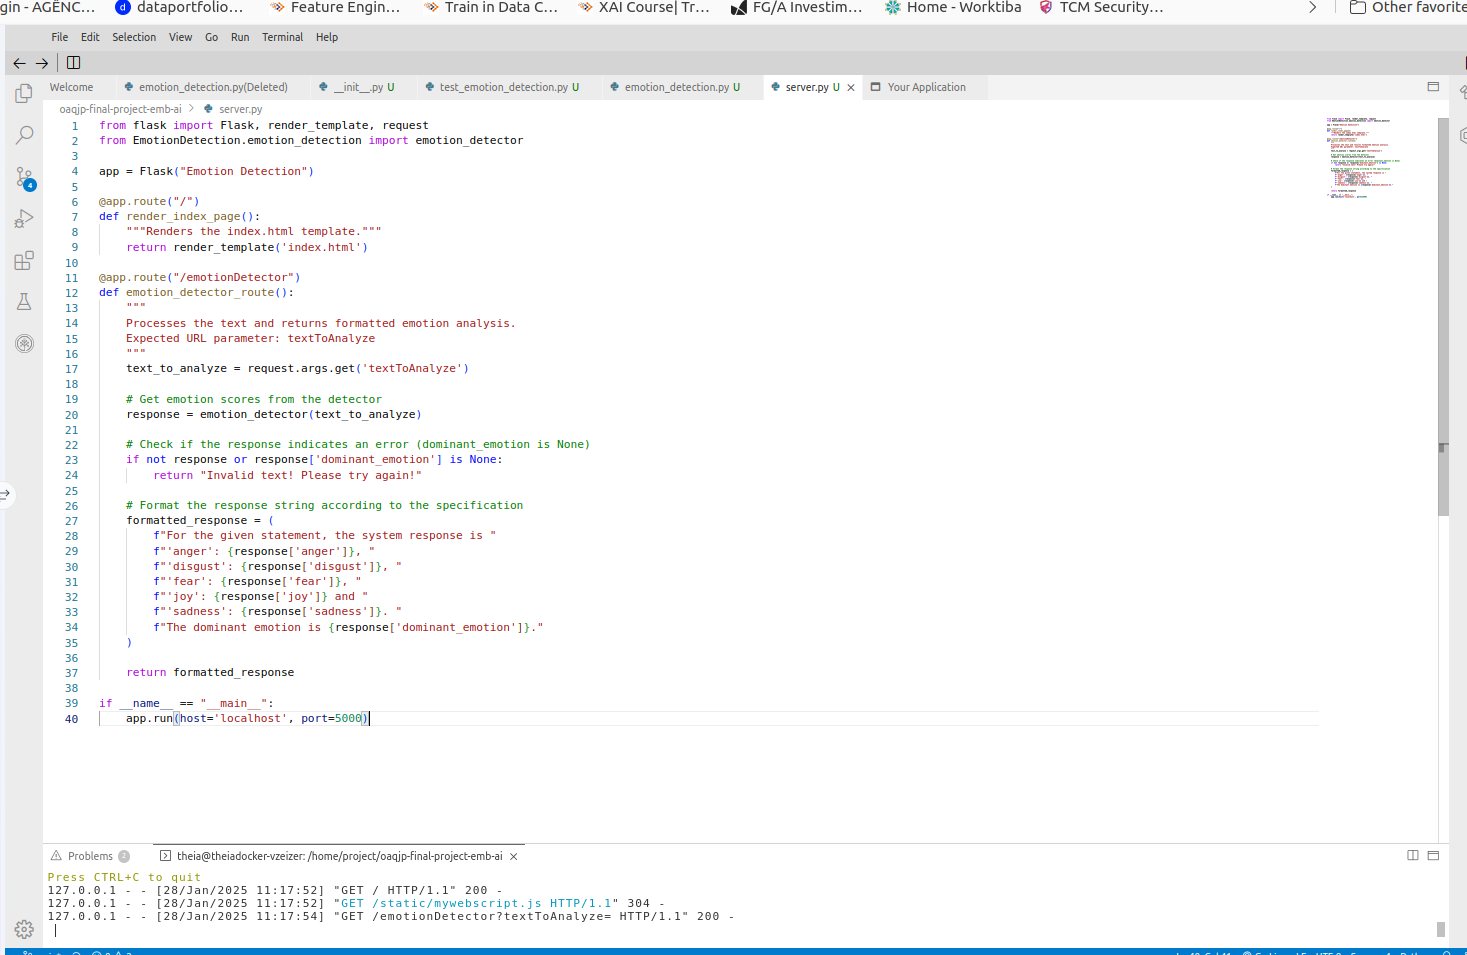 gin - AGÊNC...
dataportfolio...
Feature Engin...
Train in Data C...
XAI Course| Tr...
FG/A Investim...
Home - Worktiba
TCM Security...
Other favorite
File Edit Selection View Go Run Terminal Help
Welcome
emotion_detection.py(Deleted)
__init__.py U
test_emotion_detection.py U
emotion_detection.py U
server.py U
Your Application
oaqjp-final-project-emb-ai > server.py
1 from flask import Flask, render_template, request
2 from EmotionDetection.emotion_detection import emotion_detector
3
4 app = Flask("Emotion Detection")
5
6 @app.route("/")
7 def render_index_page():
8     """Renders the index.html template."""
9     return render_template('index.html')
10
11 @app.route("/emotionDetector")
12 def emotion_detector_route():
13     """
14     Processes the text and returns formatted emotion analysis.
15     Expected URL parameter: textToAnalyze
16     """
17     text_to_analyze = request.args.get('textToAnalyze')
18
19     # Get emotion scores from the detector
20     response = emotion_detector(text_to_analyze)
21
22     # Check if the response indicates an error (dominant_emotion is None)
23     if not response or response['dominant_emotion'] is None:
24         return "Invalid text! Please try again!"
25
26     # Format the response string according to the specification
27     formatted_response = (
28         f"For the given statement, the system response is "
29         f"'anger': {response['anger']}, "
30         f"'disgust': {response['disgust']}, "
31         f"'fear': {response['fear']}, "
32         f"'joy': {response['joy']} and "
33         f"'sadness': {response['sadness']}. "
34         f"The dominant emotion is {response['dominant_emotion']}."
35     )
36
37     return formatted_response
38
39 if __name__ == "__main__":
40     app.run(host='localhost', port=5000)
4
Problems 2
theia@theiadocker-vzeizer: /home/project/oaqjp-final-project-emb-ai
Press CTRL+C to quit
127.0.0.1 - - [28/Jan/2025 11:17:52] "GET / HTTP/1.1" 200 -
127.0.0.1 - - [28/Jan/2025 11:17:52] "GET /static/mywebscript.js HTTP/1.1" 304 -
127.0.0.1 - - [28/Jan/2025 11:17:54] "GET /emotionDetector?textToAnalyze= HTTP/1.1" 200 -